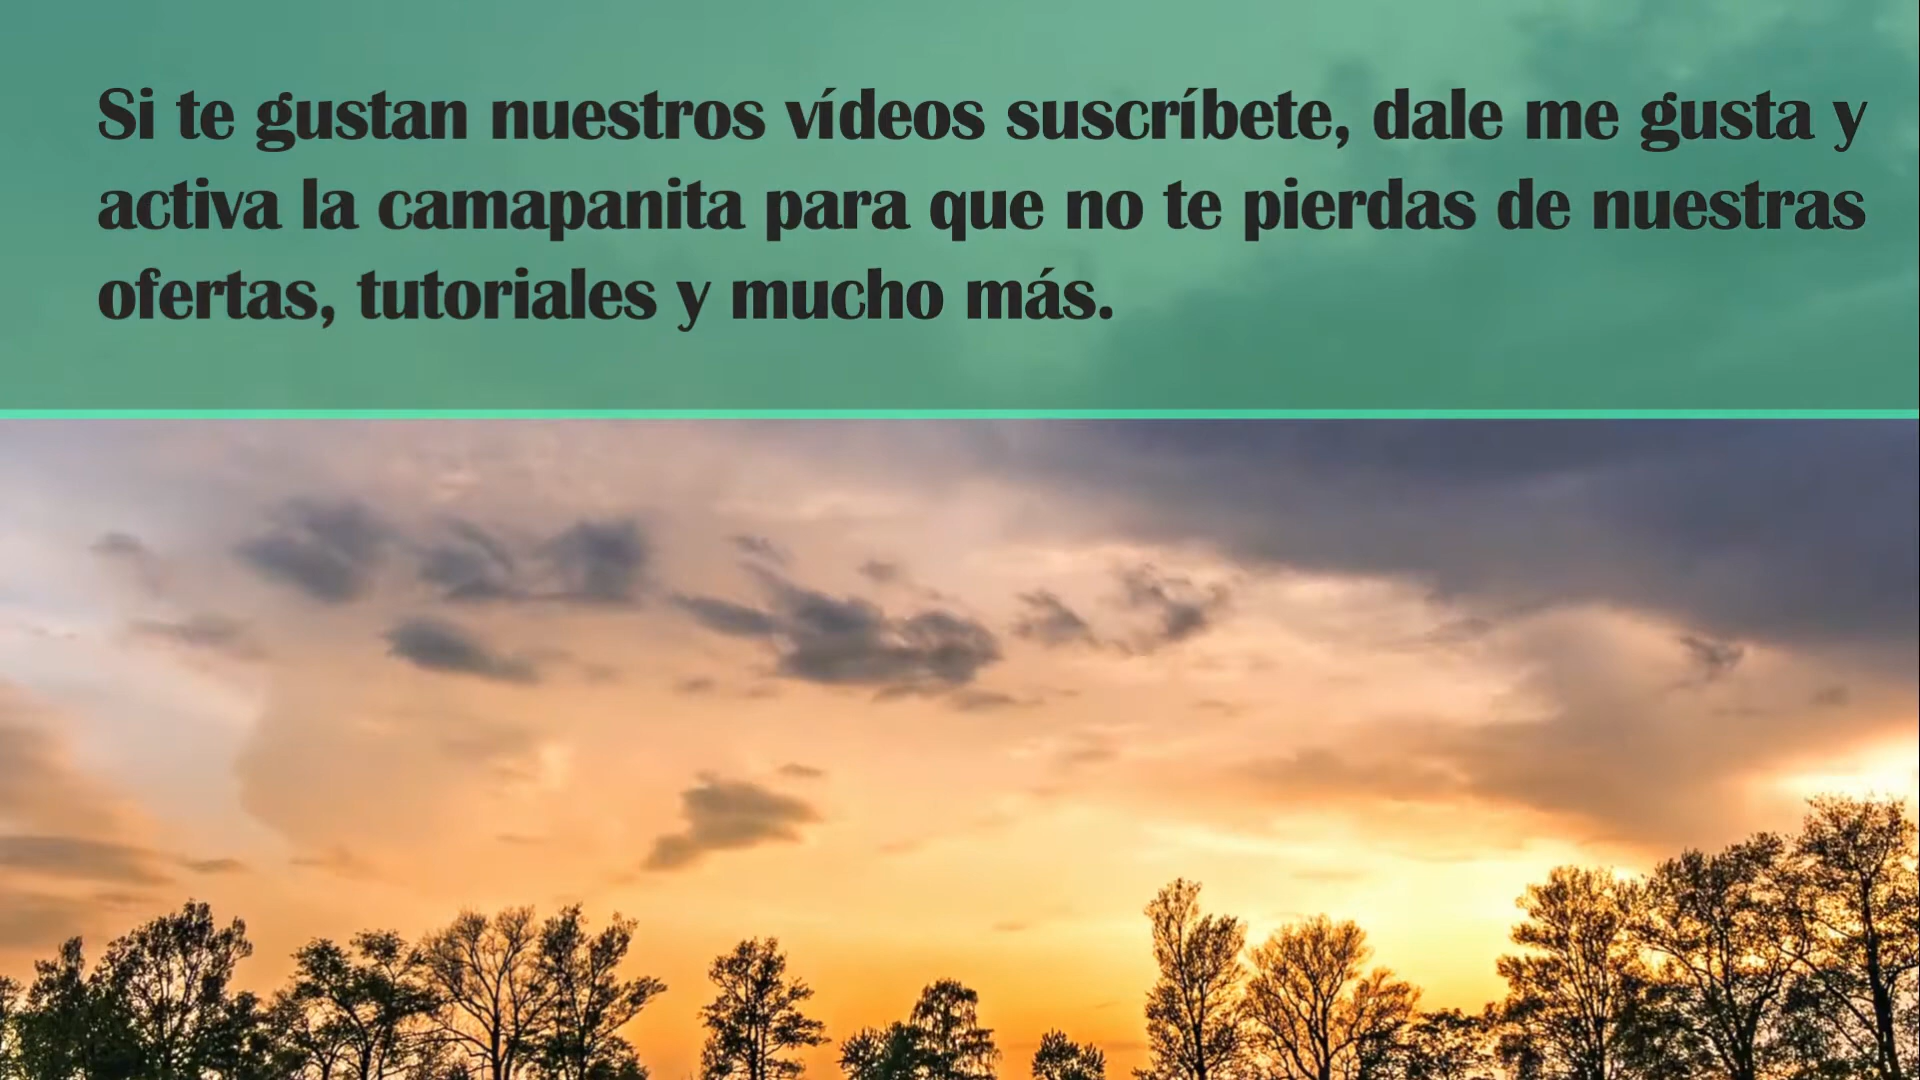 Si te gustan nuestros vídeos suscríbete, dale me gusta y
activa la camapanita para que no te pierdas de nuestras
ofertas, tutoriales y mucho más.